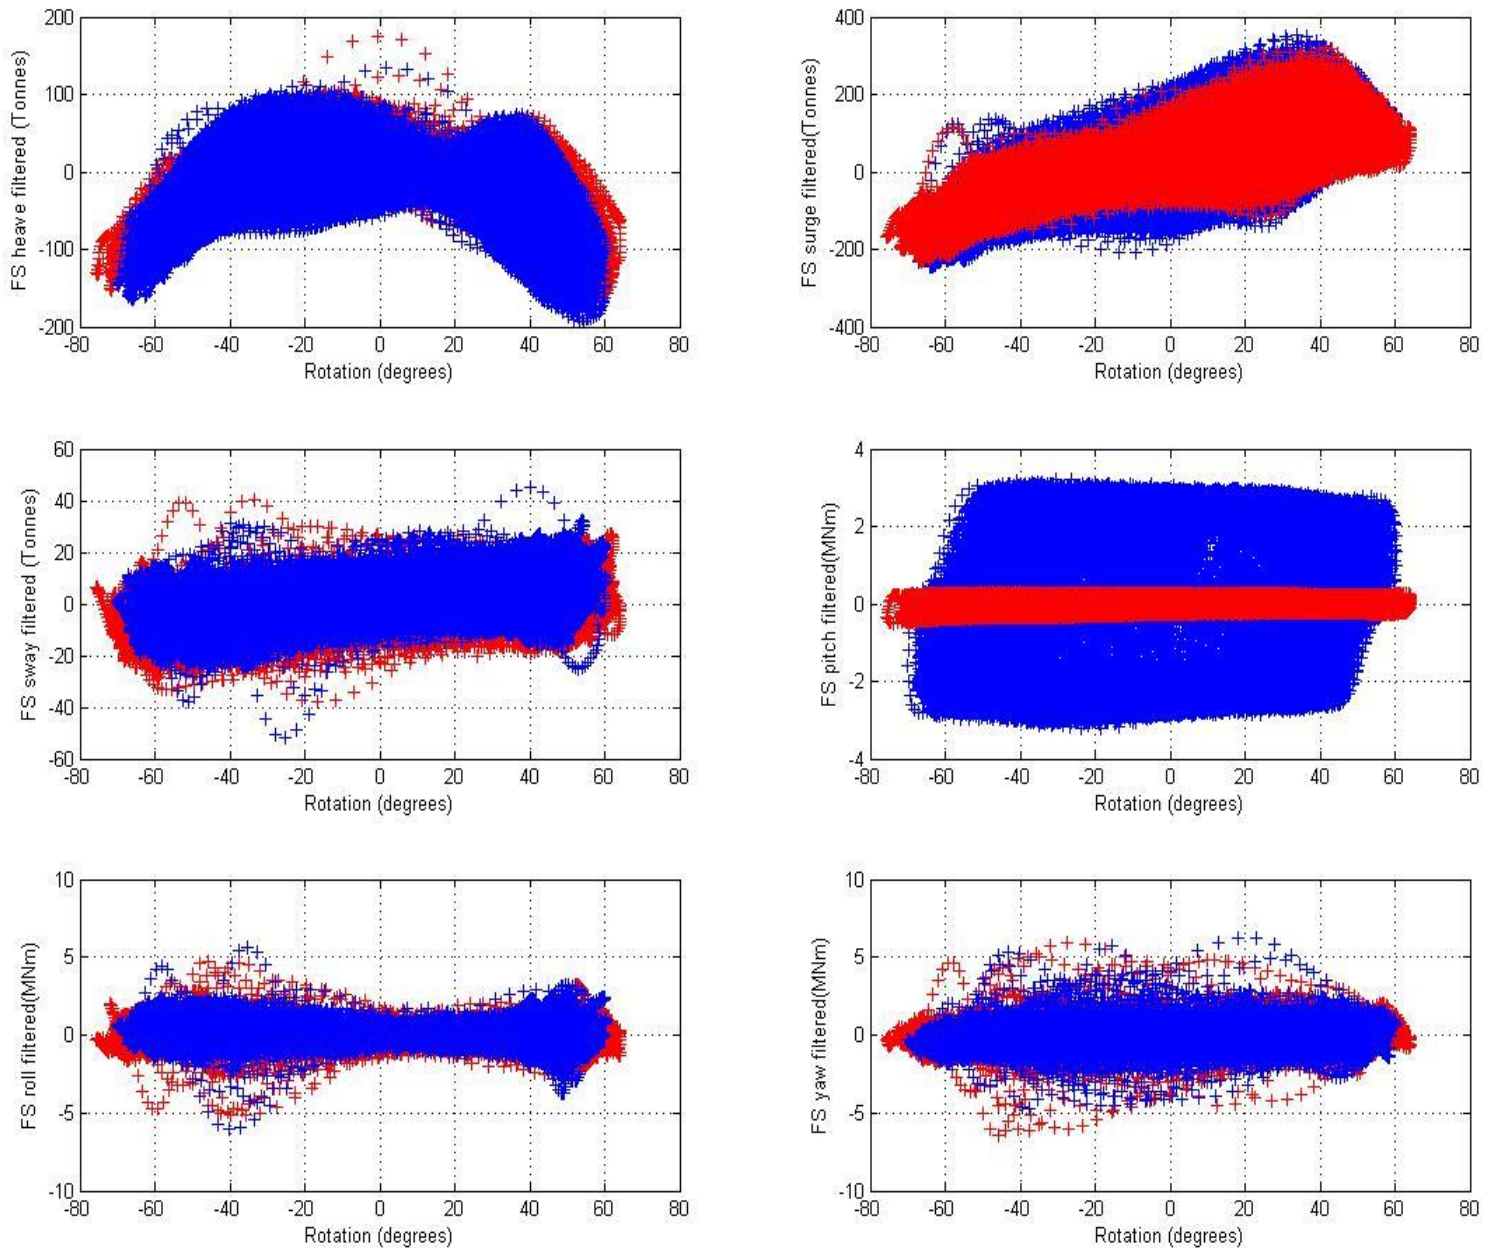 200
100
0
-100
-200
FS heave filtered (Tonnes)
-80 -60 -40 -20 0 20 40 60 80
Rotation (degrees)
400
200
0
-200
-400
FS surge filtered(Tonnes)
-80 -60 -40 -20 0 20 40 60 80
Rotation (degrees)
60
40
20
0
-20
-40
-60
FS sway filtered (Tonnes)
-80 -60 -40 -20 0 20 40 60 80
Rotation (degrees)
4
2
0
-2
-4
FS pitch filtered(MNm)
-80 -60 -40 -20 0 20 40 60 80
Rotation (degrees)
10
5
0
-5
-10
FS roll filtered(MNm)
-80 -60 -40 -20 0 20 40 60 80
Rotation (degrees)
10
5
0
-5
-10
FS yaw filtered(MNm)
-80 -60 -40 -20 0 20 40 60 80
Rotation (degrees)